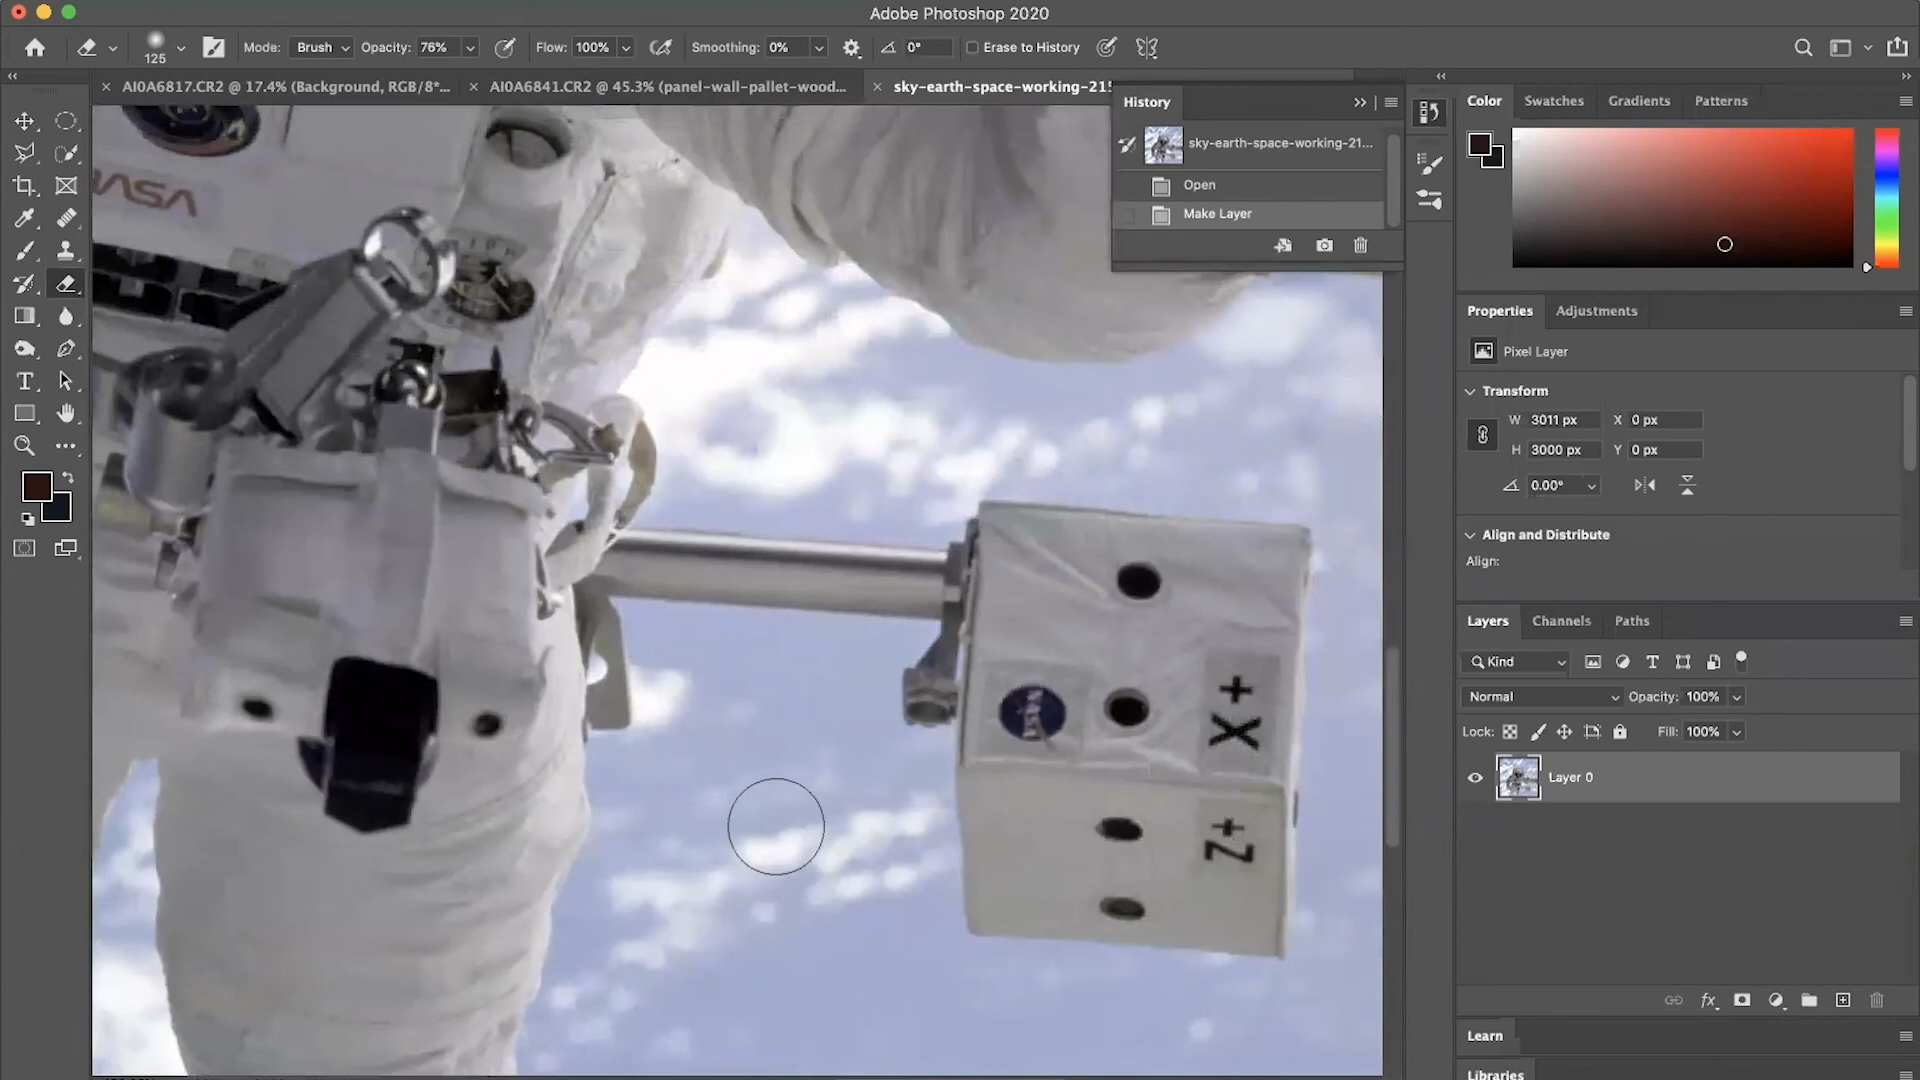 Adobe Photoshop 2020
125
Mode: Brush Opacity: 76% Flow: 100% Smoothing: 0% 0° Erase to History
AI0A6817.CR2 @ 17.4% (Background, RGB/8*... AI0A6841.CR2 @ 45.3% (panel-wall-pallet-wood... sky-earth-space-working-215
History
sky-earth-space-working-21...
Open
Make Layer
Color Swatches Gradients Patterns
Properties Adjustments
Pixel Layer
Transform
W 3011 px X 0 px
H 3000 px Y 0 px
0.00°
Align and Distribute
Align:
Layers Channels Paths
Kind
Normal Opacity: 100%
Lock: Fill: 100%
Layer 0
Learn
Libraries
NASA
X+
Z+